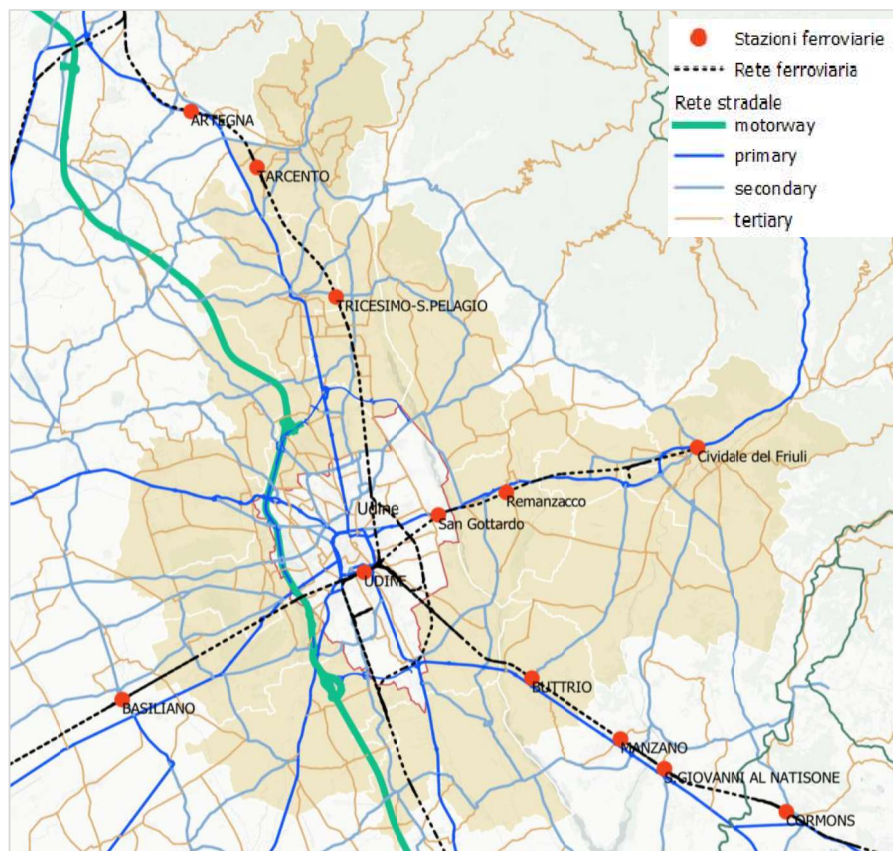 Stazioni ferroviarie
Rete ferroviaria
Rete stradale
motorway
primary
secondary
tertiary
ARTEGNA
TARCENTO
TRICESIMO-S.PELAGIO
Cividale del Friuli
Remanzacco
Udine
San Gottardo
UDINE
BUTTRIO
BASILIANO
MANZANO
S.GIOVANNI AL NATISONE
CORMONS